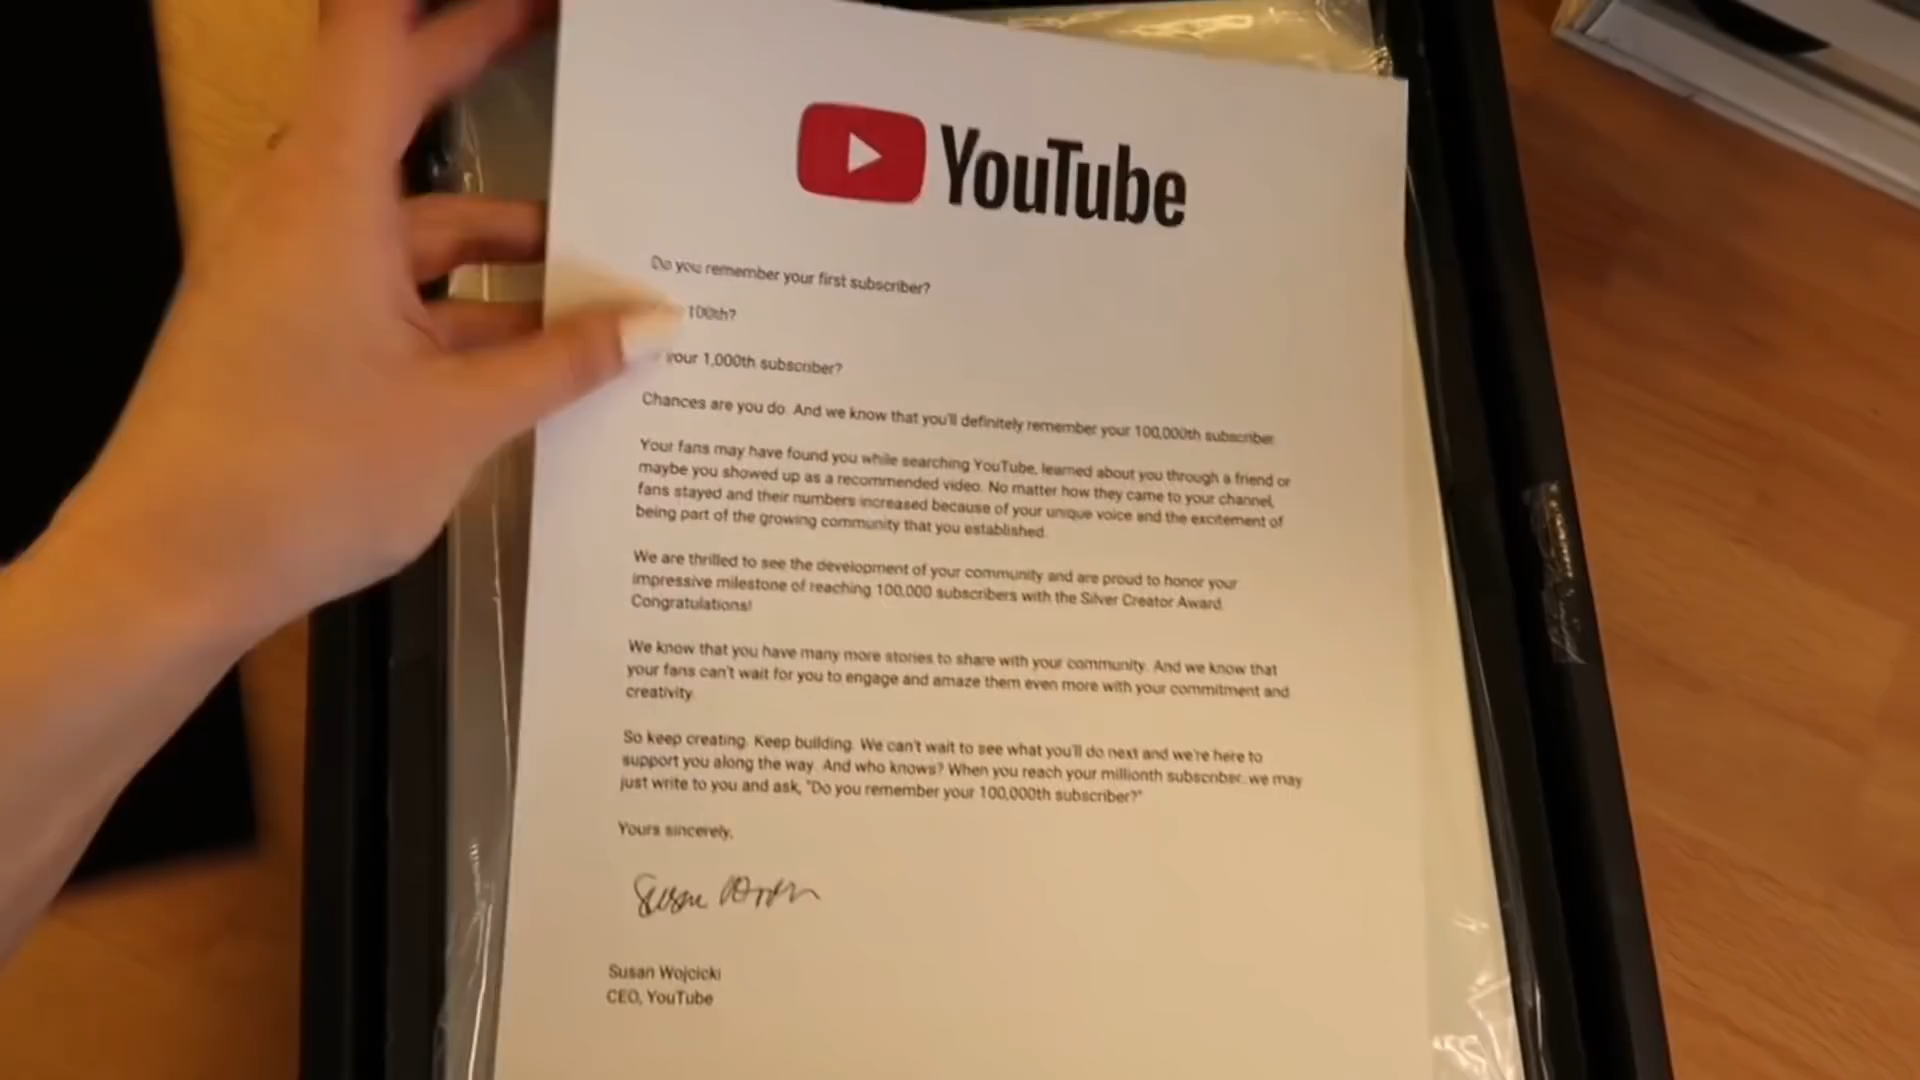 YouTube
Do you remember your first subscriber?
100th?
your 1,000th subscriber?
Chances are you do. And we know that you'll definitely remember your 100,000th subscriber.
Your fans may have found you while searching YouTube, learned about you through a friend or
maybe you showed up as a recommended video. No matter how they came to your channel,
fans stayed and their numbers increased because of your unique voice and the excitement of
being part of the growing community that you established.
We are thrilled to see the development of your community and are proud to honor your
impressive milestone of reaching 100,000 subscribers with the Silver Creator Award.
Congratulations!
We know that you have many more stories to share with your community. And we know that
your fans can't wait for you to engage and amaze them even more with your commitment and
creativity.
So keep creating. Keep building. We can't wait to see what you'll do next and we're here to
support you along the way. And who knows? When you reach your millionth subscriber, we may
just write to you and ask, "Do you remember your 100,000th subscriber?"
Yours sincerely,
Susan Wojcicki
CEO, YouTube